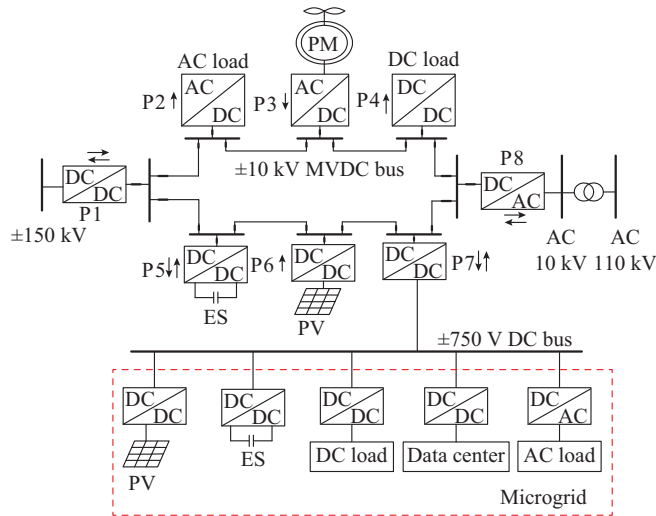 PM
AC load
DC load
P2
AC
DC
P3
AC
DC
P4
DC
DC
±10 kV MVDC bus
P8
DC
DC
P1
DC
AC
±150 kV
AC
10 kV
AC
110 kV
P5
DC
DC
P6
DC
DC
P7
DC
DC
ES
PV
±750 V DC bus
DC
DC
DC
DC
DC
DC
DC
DC
DC
AC
PV
ES
DC load
Data center
AC load
Microgrid